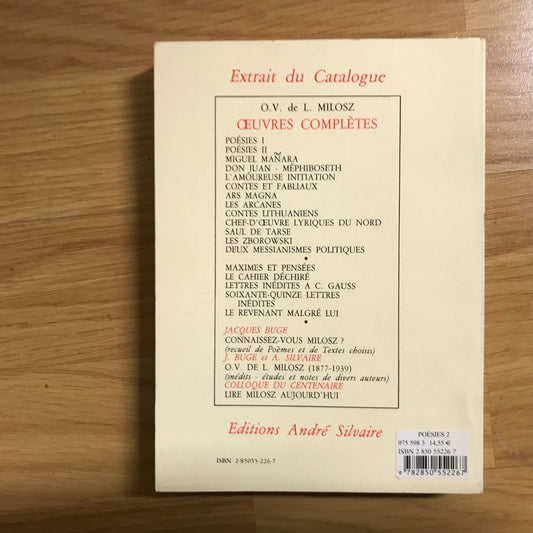 Extrait du Catalogue
O.V. de L. MILOSZ
ŒUVRES COMPLÈTES
POÉSIES I
POÉSIES II
MIGUEL MAÑARA
DON JUAN - MÉPHIBOSETH
L'AMOUREUSE INITIATION
CONTES ET FABLIAUX
ARS MAGNA
LES ARCANES
CONTES LITHUANIENS
CHEF-D'ŒUVRE LYRIQUES DU NORD
SAUL DE TARSE
LES ZBOROWSKI
DEUX MESSIANISMES POLITIQUES
•
MAXIMES ET PENSÉES
LE CAHIER DÉCHIRÉ
LETTRES INÉDITES A C. GAUSS
SOIXANTE-QUINZE LETTRES
INÉDITES
LE REVENANT MALGRÉ LUI
•
JACQUES BUGE
CONNAISSEZ-VOUS MILOSZ ?
(recueil de Poèmes et de Textes choisis)
J. BUGE et A. SILVAIRE
O.V. DE L. MILOSZ (1877-1939)
(inédits - études et notes de divers auteurs)
COLLOQUE DU CENTENAIRE
LIRE MILOSZ AUJOURD'HUI
Editions André Silvaire
ISBN 2-85055-226-7
POÉSIES 2
975 598 3 14,55 €
ISBN 2 850 55226 7
9 782850 552267